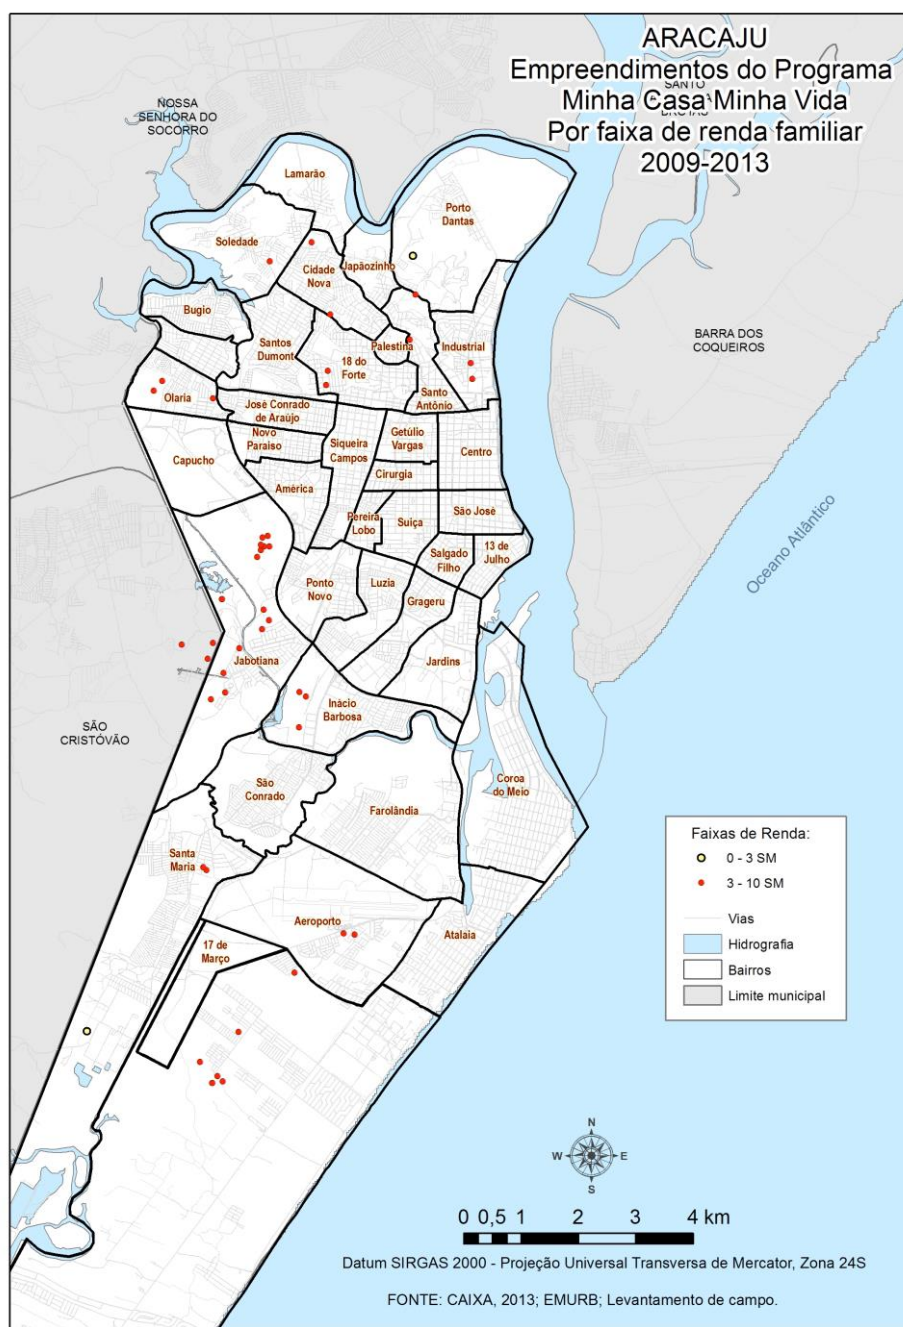 ARACAJU
Empreendimentos do Programa
Minha Casa Minha Vida
Por faixa de renda familiar
2009-2013
SANTO
BROTAS
NOSSA
SENHORA DO
SOCORRO
Lamarão
Porto
Dantas
Soledade
Cidade
Nova
Japãozinho
Bugio
Santos
Dumont
Palestina
Industrial
18 do
Forte
BARRA DOS
COQUEIROS
Olaria
Santo
Antônio
José Conrado
de Araújo
Novo
Paraiso
Siqueira
Campos
Getúlio
Vargas
Centro
Capucho
Cirurgia
América
Pereira
Lobo
Suiça
São José
Salgado
Filho
13 de
Julho
Oceano Atlântico
Ponto
Novo
Luzia
Grageru
Jabotiana
Jardins
Inácio
Barbosa
SÃO
CRISTÓVÃO
São
Conrado
Farolândia
Coroa
do Meio
Santa
Maria
Aeroporto
Atalaia
17 de
Março
Faixas de Renda:
0 - 3 SM
3 - 10 SM
Vias
Hidrografia
Bairros
Limite municipal
N
W
E
S
0 0,5 1 2 3 4 km
Datum SIRGAS 2000 - Projeção Universal Transversa de Mercator, Zona 24S
FONTE: CAIXA, 2013; EMURB; Levantamento de campo.